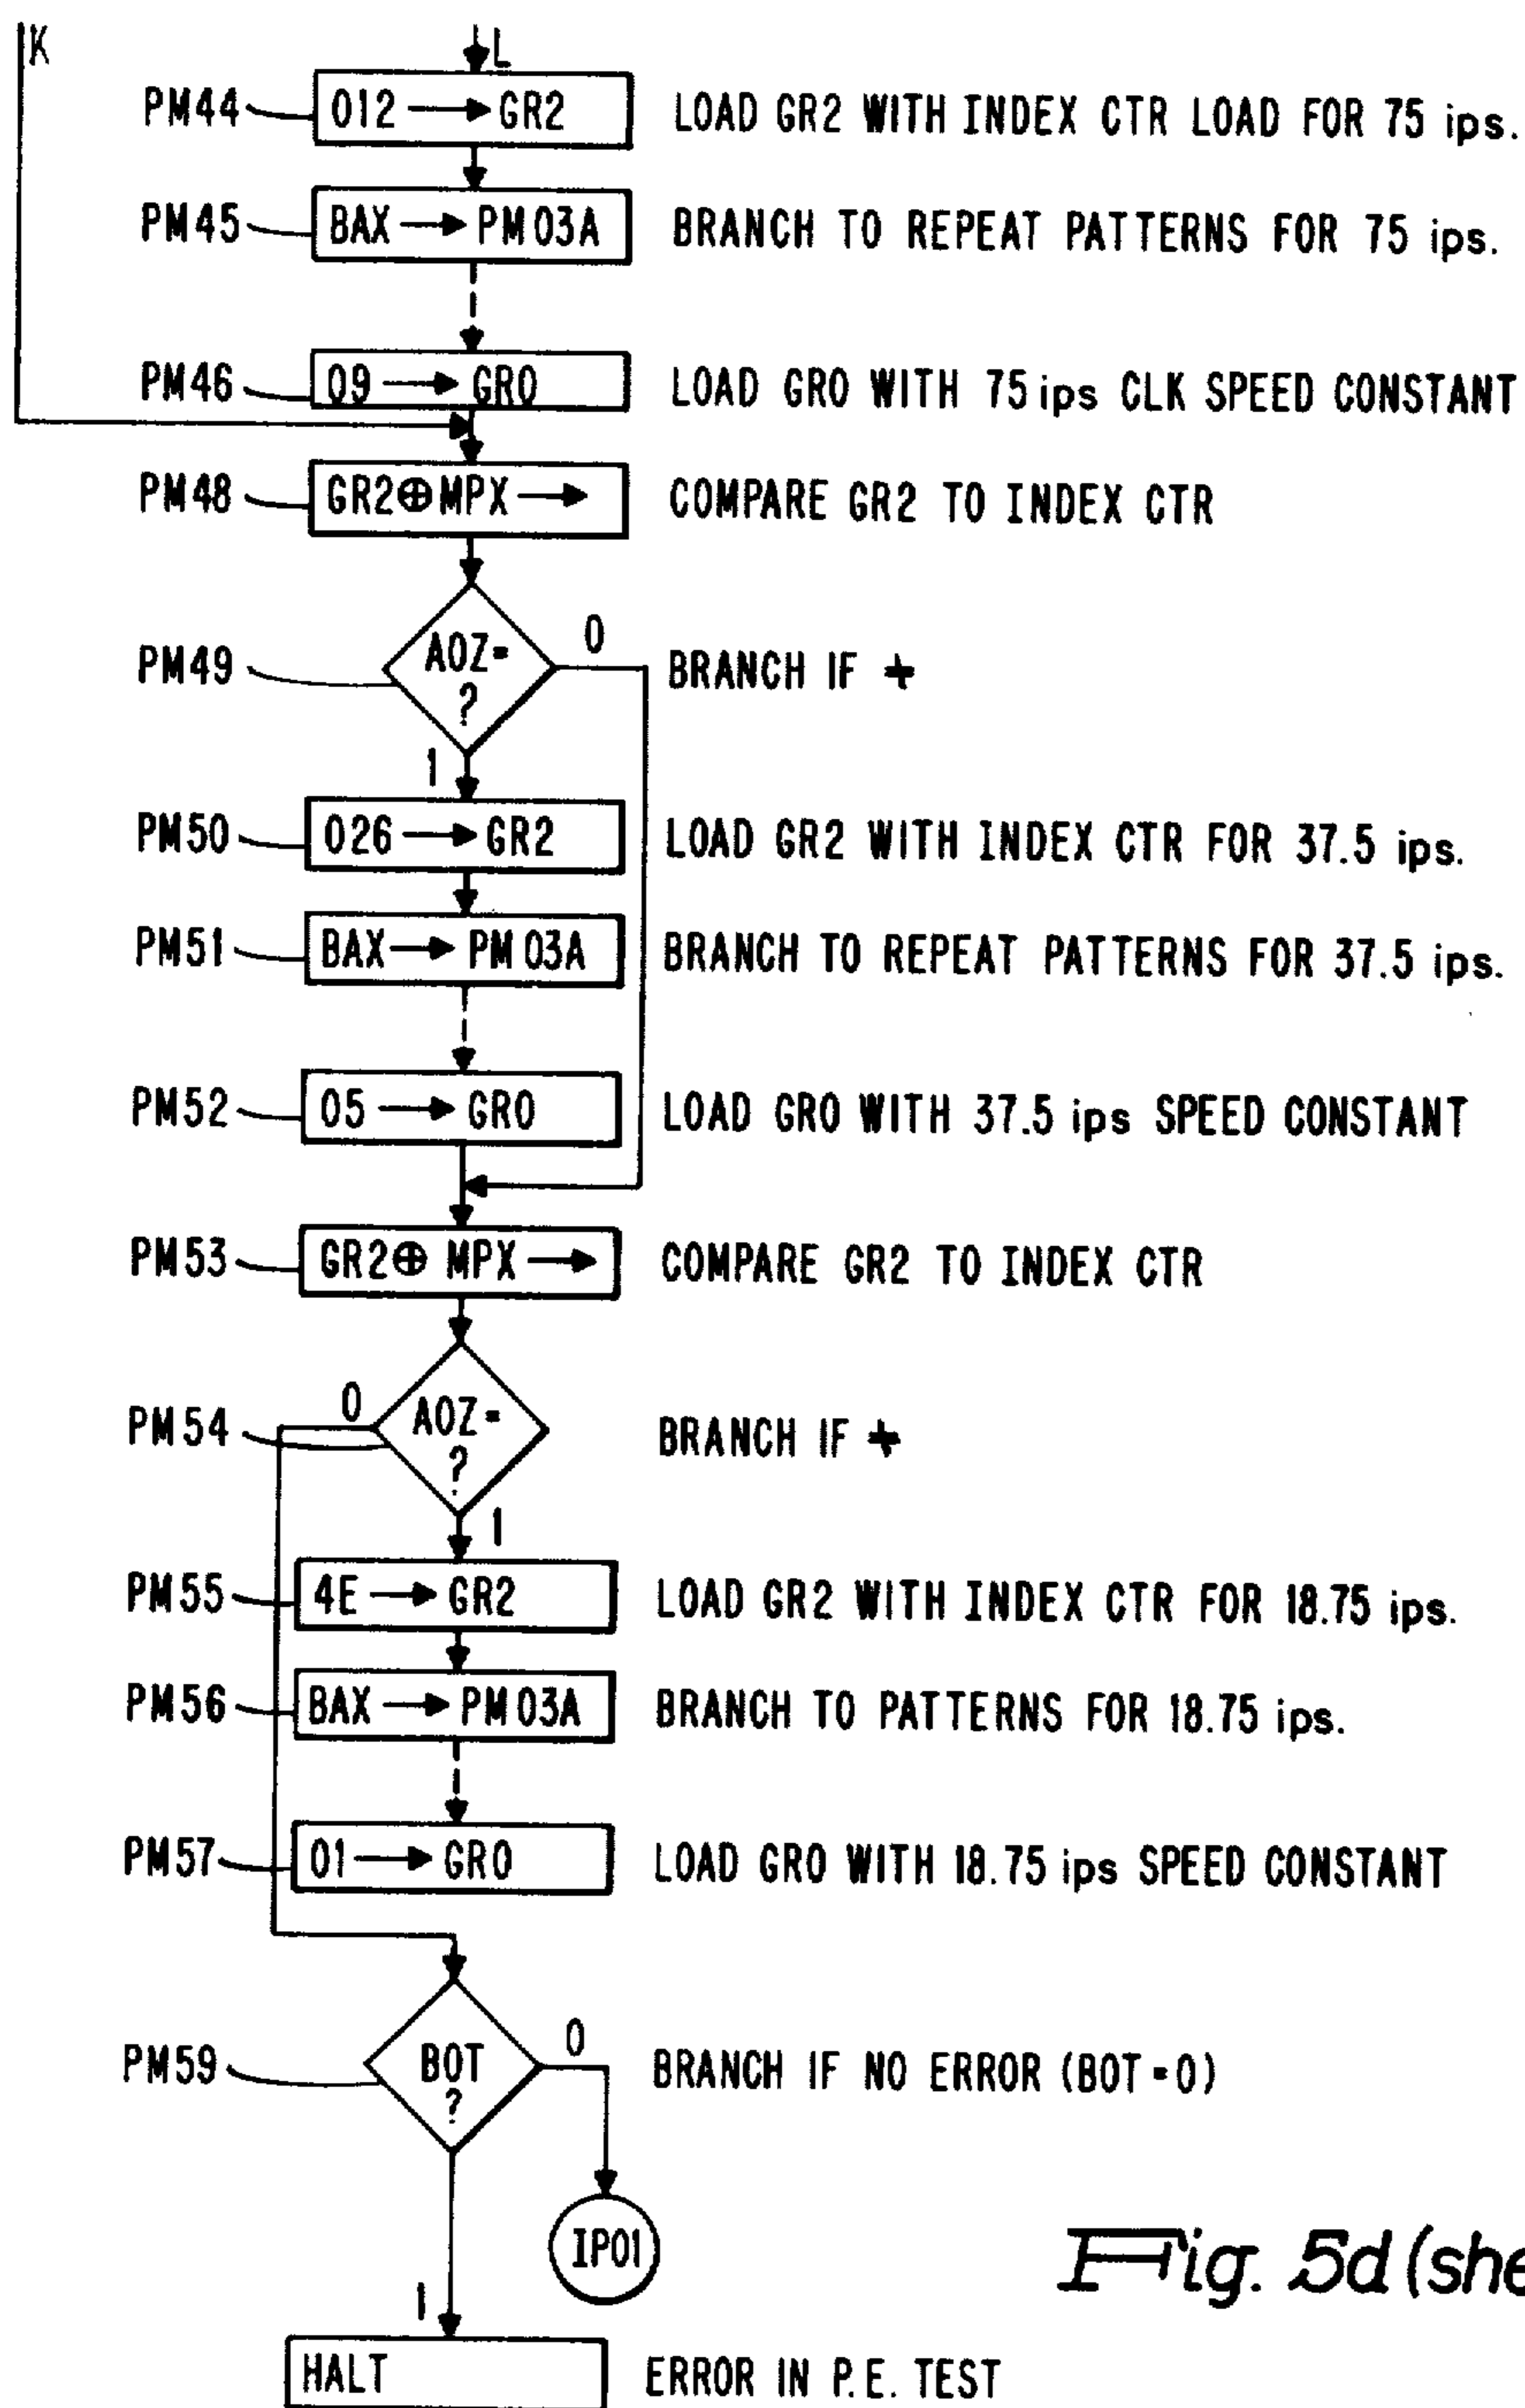 K
L
PM44 012 → GR2 LOAD GR2 WITH INDEX CTR LOAD FOR 75 ips.
PM45 BAX → PM03A BRANCH TO REPEAT PATTERNS FOR 75 ips.
PM46 09 → GR0 LOAD GR0 WITH 75 ips CLK SPEED CONSTANT
PM48 GR2⊕MPX → COMPARE GR2 TO INDEX CTR
PM49 A0Z= ? 0 BRANCH IF ≠
1
PM50 026 → GR2 LOAD GR2 WITH INDEX CTR FOR 37.5 ips.
PM51 BAX → PM03A BRANCH TO REPEAT PATTERNS FOR 37.5 ips.
PM52 05 → GR0 LOAD GR0 WITH 37.5 ips SPEED CONSTANT
PM53 GR2⊕ MPX → COMPARE GR2 TO INDEX CTR
PM54 0 A0Z= ? BRANCH IF ≠
1
PM55 4E → GR2 LOAD GR2 WITH INDEX CTR FOR 18.75 ips.
PM56 BAX → PM03A BRANCH TO PATTERNS FOR 18.75 ips.
PM57 01 → GR0 LOAD GR0 WITH 18.75 ips SPEED CONSTANT
PM59 BOT ? 0 BRANCH IF NO ERROR (BOT=0)
IP01
1
Fig. 5d (she
HALT ERROR IN P.E. TEST